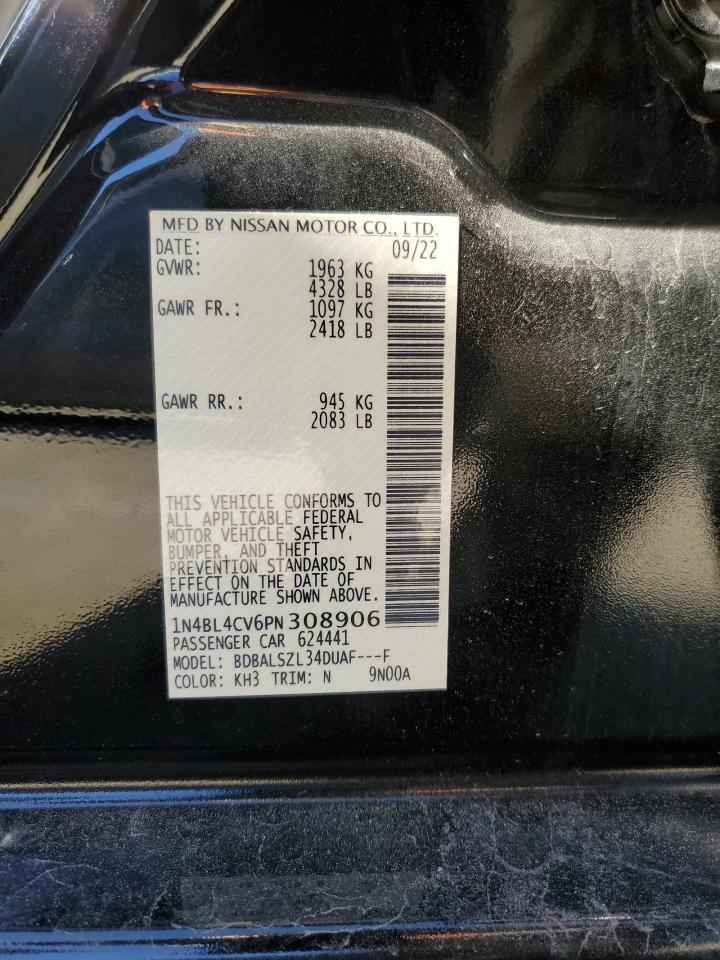 MFD BY NISSAN MOTOR CO., LTD.
DATE: 09/22
GVWR: 1963 KG
4328 LB
GAWR FR.: 1097 KG
2418 LB
GAWR RR.: 945 KG
2083 LB
THIS VEHICLE CONFORMS TO
ALL APPLICABLE FEDERAL
MOTOR VEHICLE SAFETY,
BUMPER, AND THEFT
PREVENTION STANDARDS IN
EFFECT ON THE DATE OF
MANUFACTURE SHOWN ABOVE.
1N4BL4CV6PN308906
PASSENGER CAR 624441
MODEL: BDBALSZL34DUAF---F
COLOR: KH3 TRIM: N 9N00A